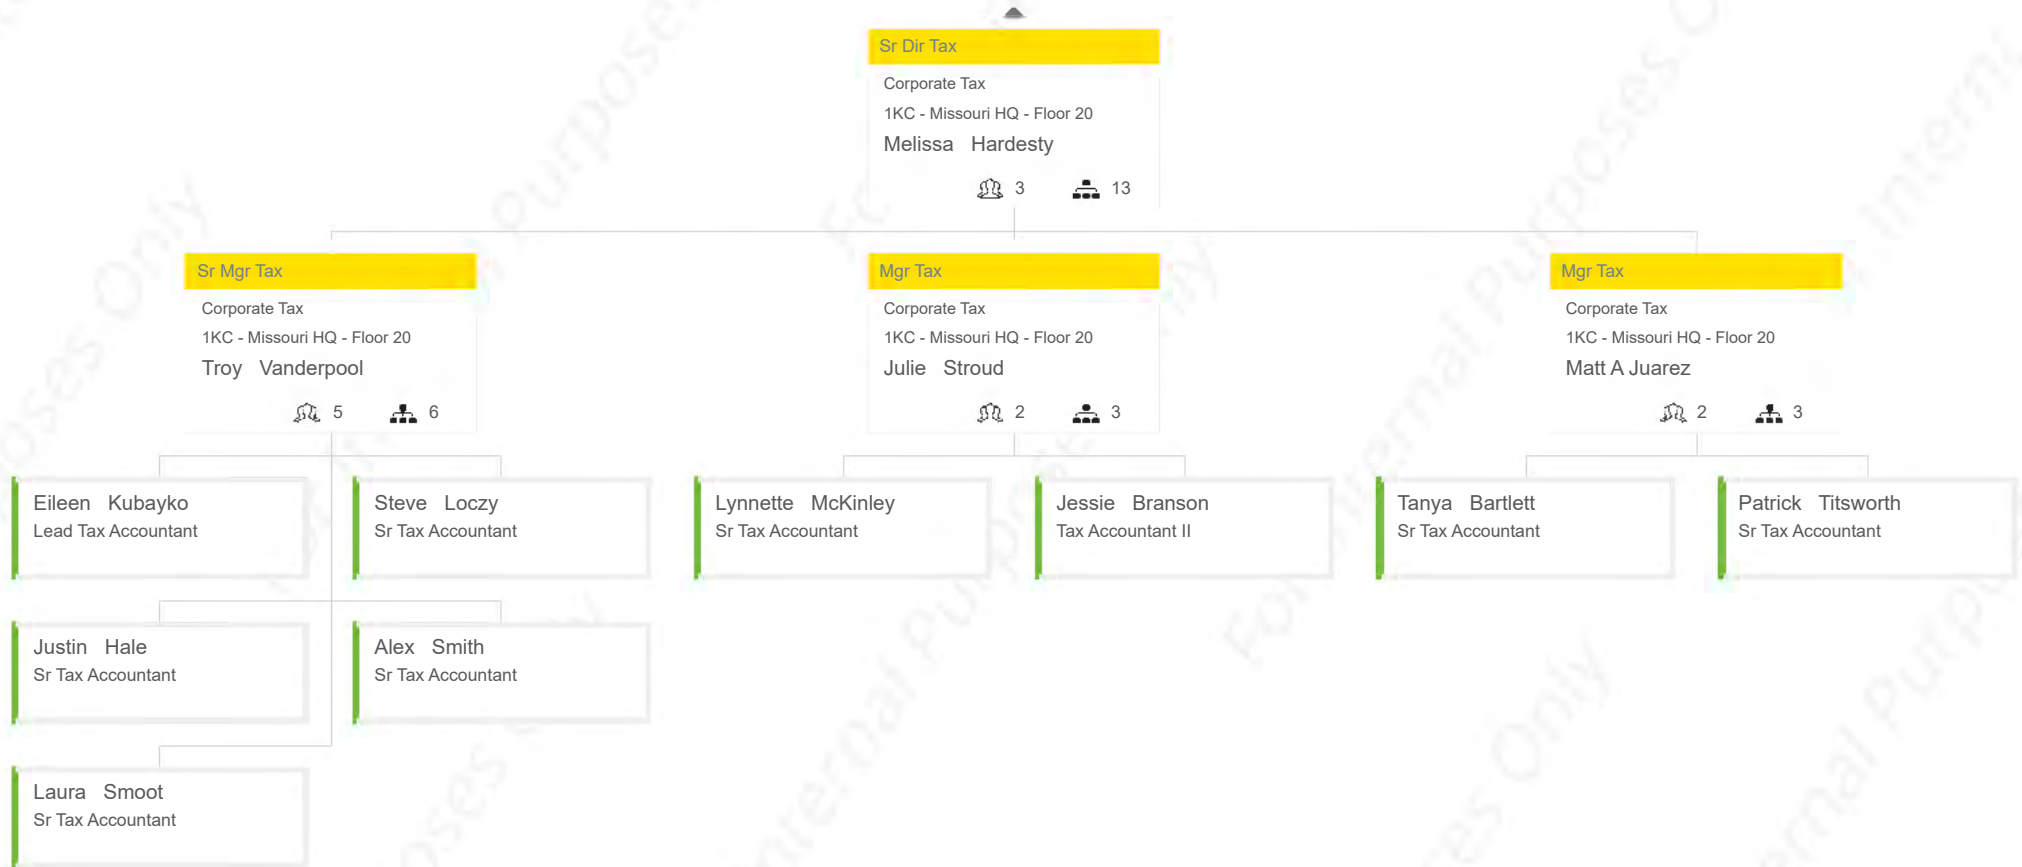 Sr Dir Tax
Corporate Tax
1KC - Missouri HQ - Floor 20
Melissa Hardesty
3 13
Sr Mgr Tax
Corporate Tax
1KC - Missouri HQ - Floor 20
Troy Vanderpool
5 6
Mgr Tax
Corporate Tax
1KC - Missouri HQ - Floor 20
Julie Stroud
2 3
Mgr Tax
Corporate Tax
1KC - Missouri HQ - Floor 20
Matt A Juarez
2 3
Eileen Kubayko
Lead Tax Accountant
Steve Loczy
Sr Tax Accountant
Lynnette McKinley
Sr Tax Accountant
Jessie Branson
Tax Accountant II
Tanya Bartlett
Sr Tax Accountant
Patrick Titsworth
Sr Tax Accountant
Justin Hale
Sr Tax Accountant
Alex Smith
Sr Tax Accountant
Laura Smoot
Sr Tax Accountant
For Internal Purposes Only